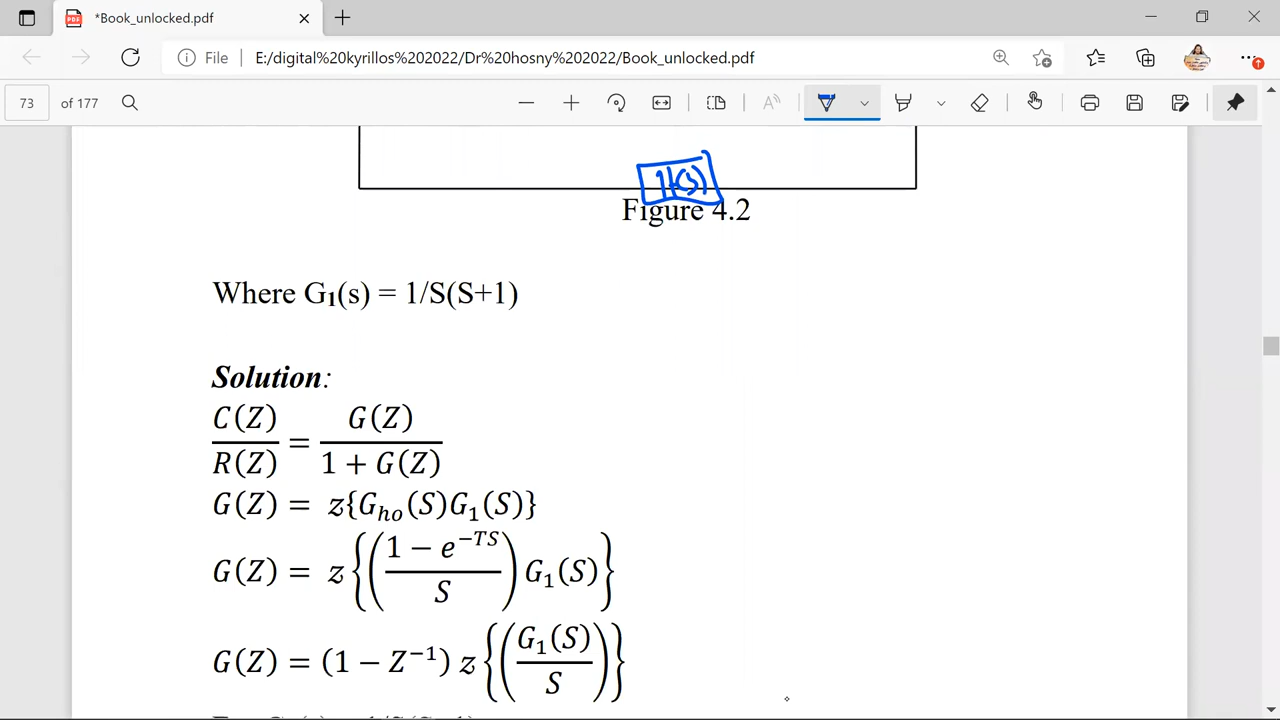 *Book_unlocked.pdf
File E:/digital%20kyrillos%202022/Dr%20hosny%202022/Book_unlocked.pdf
73 of 177
H(s)
Figure 4.2
Where G₁(s) = 1/S(S+1)
Solution:
C(Z)/R(Z) = G(Z)/(1 + G(Z))
G(Z) = z{G_ho(S)G₁(S)}
G(Z) = z{((1 − e^−TS)/S) G₁(S)}
G(Z) = (1 − Z⁻¹) z{(G₁(S)/S)}